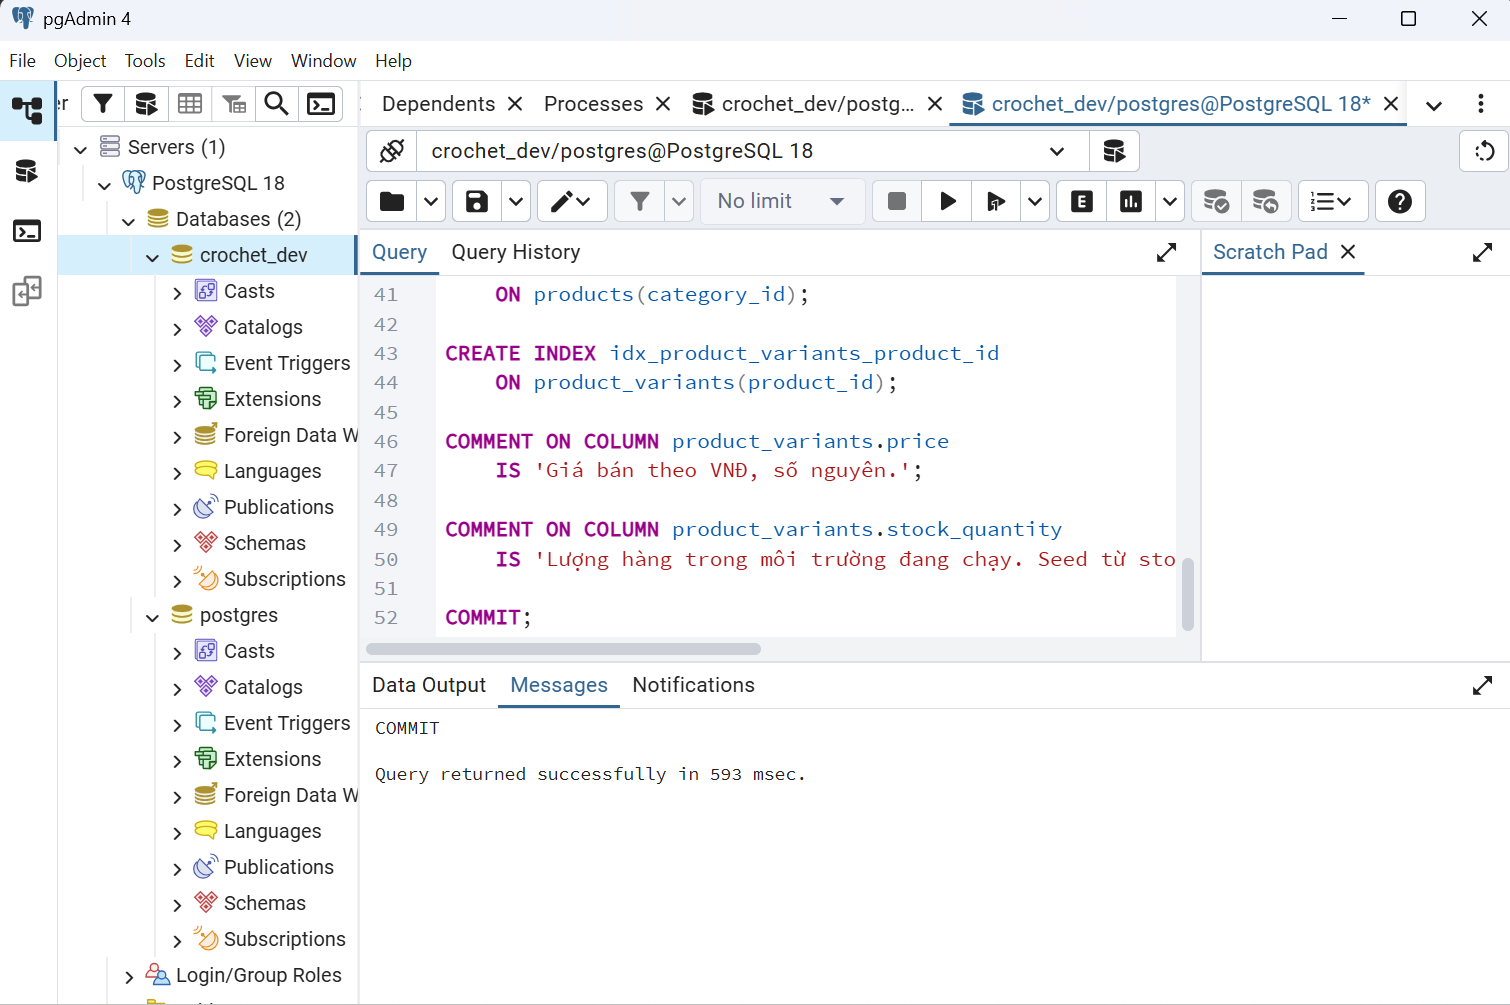 pgAdmin 4
File Object Tools Edit View Window Help
er
Dependents Processes crochet_dev/postg... crochet_dev/postgres@PostgreSQL 18*
Servers (1)
PostgreSQL 18
Databases (2)
crochet_dev
Casts
Catalogs
Event Triggers
Extensions
Foreign Data W
Languages
Publications
Schemas
Subscriptions
postgres
Casts
Catalogs
Event Triggers
Extensions
Foreign Data W
Languages
Publications
Schemas
Subscriptions
Login/Group Roles
crochet_dev/postgres@PostgreSQL 18
No limit
E
Query Query History
Scratch Pad
41 ON products(category_id);
42
43 CREATE INDEX idx_product_variants_product_id
44 ON product_variants(product_id);
45
46 COMMENT ON COLUMN product_variants.price
47 IS 'Giá bán theo VNĐ, số nguyên.';
48
49 COMMENT ON COLUMN product_variants.stock_quantity
50 IS 'Lượng hàng trong môi trường đang chạy. Seed từ sto
51
52 COMMIT;
Data Output Messages Notifications
COMMIT
Query returned successfully in 593 msec.